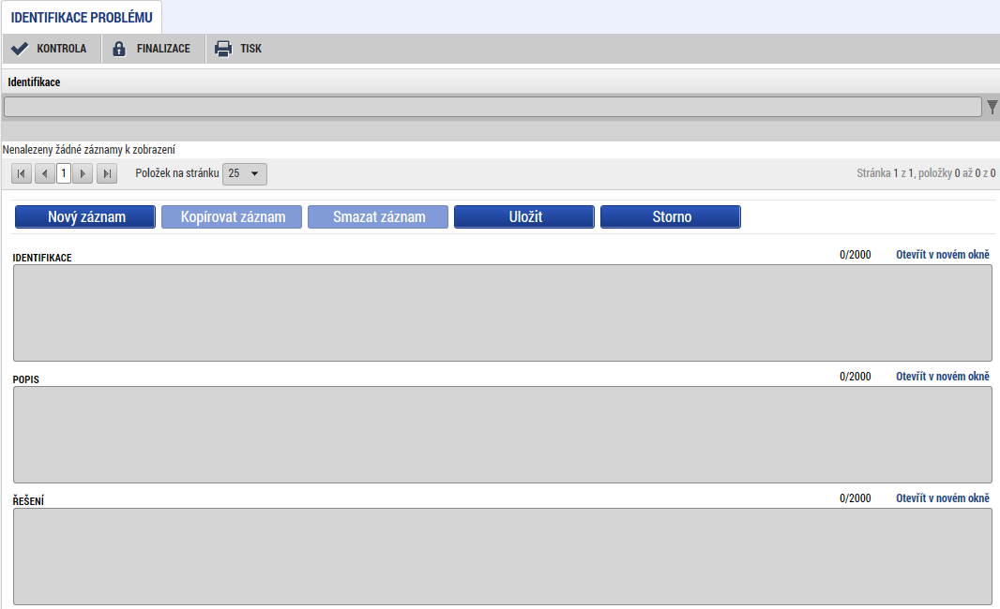 IDENTIFIKACE PROBLÉMU
KONTROLA FINALIZACE TISK
Identifikace
Nenalezeny žádné záznamy k zobrazení
1 Položek na stránku 25 Stránka 1 z 1, položky 0 až 0 z 0
Nový záznam Kopírovat záznam Smazat záznam Uložit Storno
IDENTIFIKACE 0/2000 Otevřít v novém okně
POPIS 0/2000 Otevřít v novém okně
ŘEŠENÍ 0/2000 Otevřít v novém okně